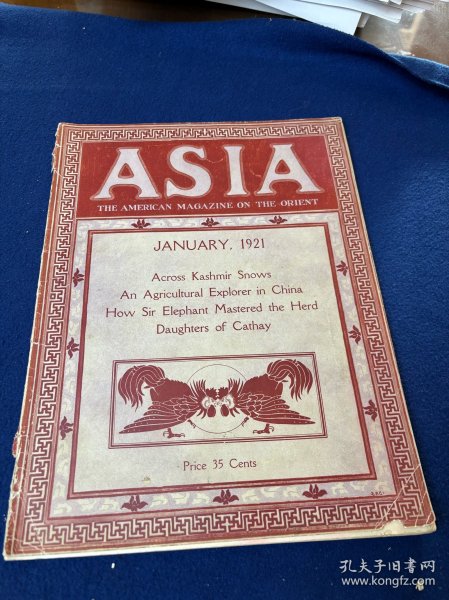 ASIA
THE AMERICAN MAGAZINE ON THE ORIENT
JANUARY, 1921
Across Kashmir Snows
An Agricultural Explorer in China
How Sir Elephant Mastered the Herd
Daughters of Cathay
Price 35 Cents
孔夫子旧书网
www.kongfz.com